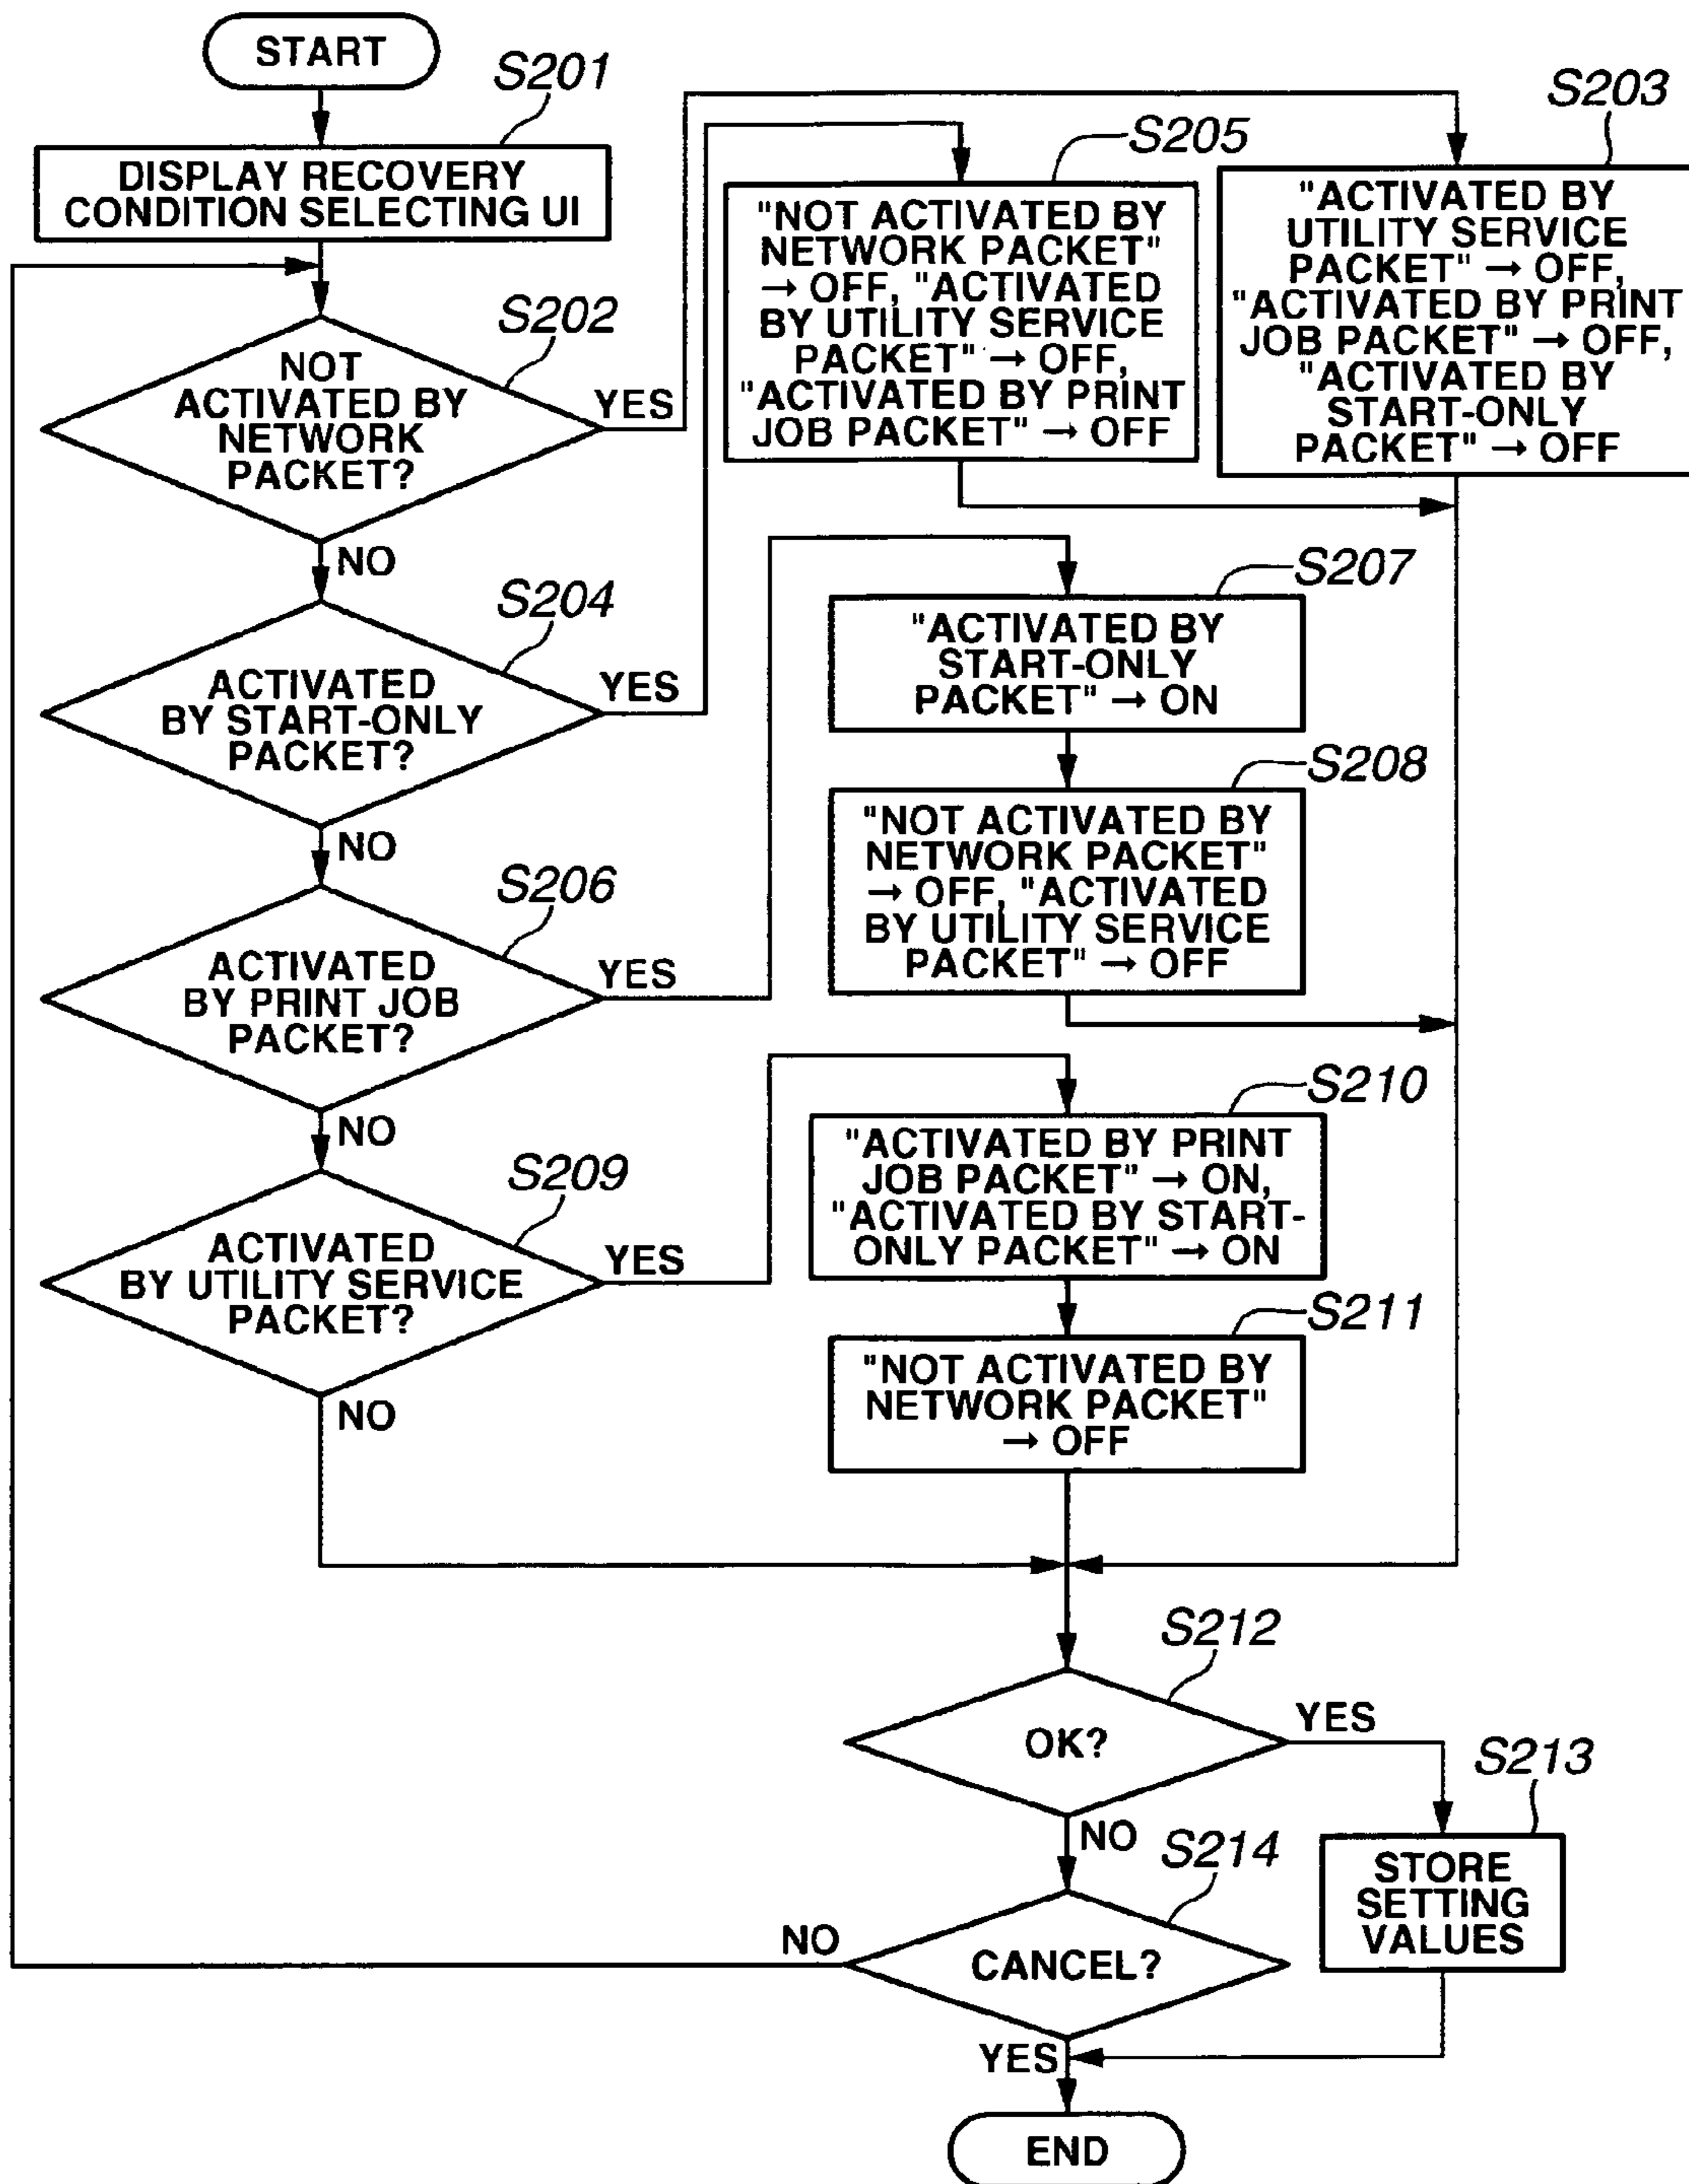 START
S201
DISPLAY RECOVERY
CONDITION SELECTING UI
S202
NOT
ACTIVATED BY
NETWORK
PACKET?
YES
NO
S203
"ACTIVATED BY
UTILITY SERVICE
PACKET" → OFF,
"ACTIVATED BY PRINT
JOB PACKET" → OFF,
"ACTIVATED BY
START-ONLY
PACKET" → OFF
S204
ACTIVATED
BY START-ONLY
PACKET?
YES
NO
S205
"NOT ACTIVATED BY
NETWORK PACKET"
→ OFF, "ACTIVATED
BY UTILITY SERVICE
PACKET" → OFF,
"ACTIVATED BY PRINT
JOB PACKET" → OFF
S206
ACTIVATED
BY PRINT JOB
PACKET?
YES
NO
S207
"ACTIVATED BY
START-ONLY
PACKET" → ON
S208
"NOT ACTIVATED BY
NETWORK PACKET"
→ OFF, "ACTIVATED
BY UTILITY SERVICE
PACKET" → OFF
S209
ACTIVATED
BY UTILITY SERVICE
PACKET?
YES
NO
S210
"ACTIVATED BY PRINT
JOB PACKET" → ON,
"ACTIVATED BY START-
ONLY PACKET" → ON
S211
"NOT ACTIVATED BY
NETWORK PACKET"
→ OFF
S212
OK?
YES
NO
S213
STORE
SETTING
VALUES
S214
CANCEL?
NO
YES
END